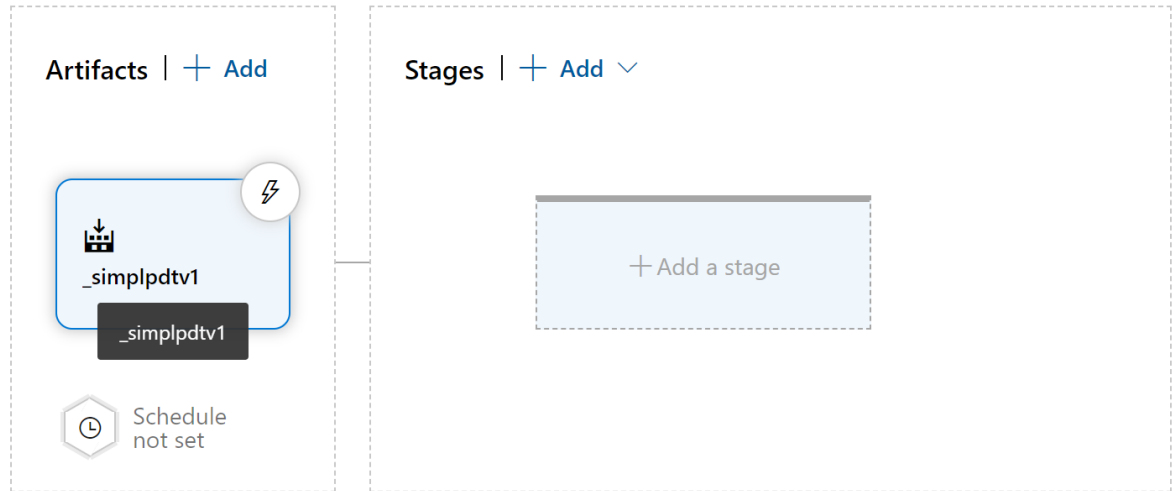 Artifacts | + Add
Stages | + Add
_simplpdtv1
_simplpdtv1
+ Add a stage
Schedule
not set